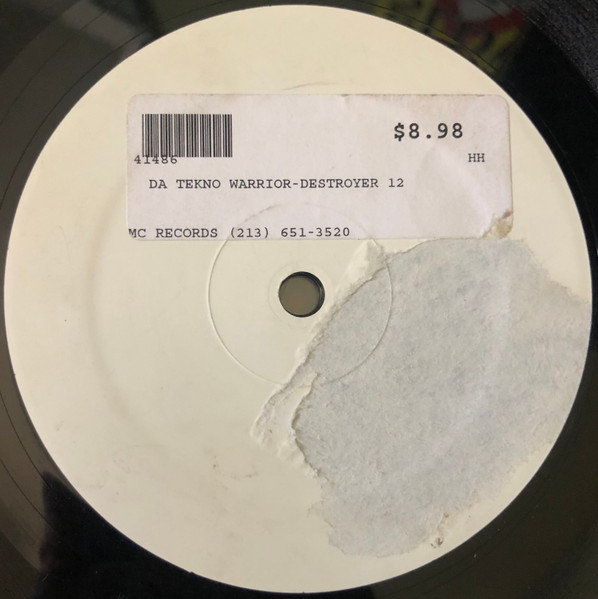 $8.98
41486
HH
DA TEKNO WARRIOR-DESTROYER 12
MC RECORDS (213) 651-3520